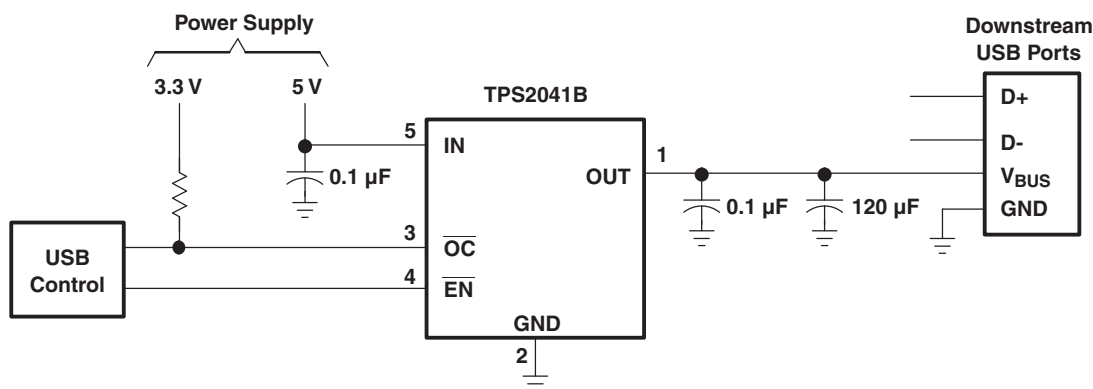 Power Supply
3.3 V
5 V
TPS2041B
Downstream
USB Ports
5
IN
0.1 µF
OUT
1
0.1 µF
120 µF
D+
D-
VBUS
GND
USB
Control
3
OC
4
EN
GND
2